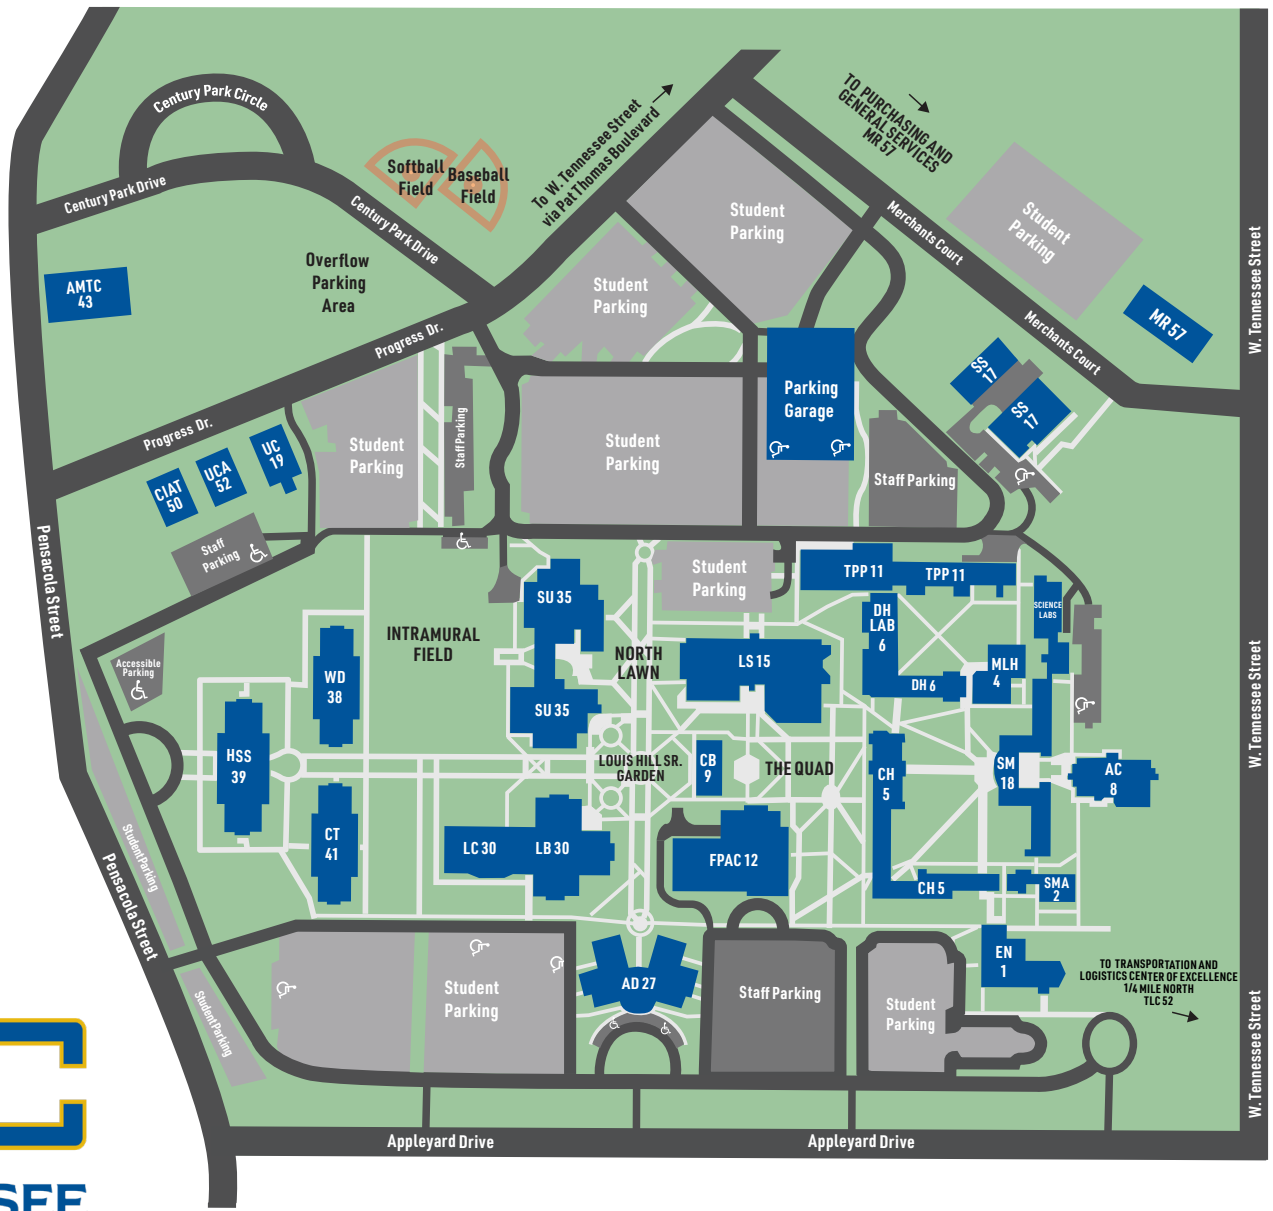 Century Park Circle
Century Park Drive
Century Park Drive
Softball
Field
Baseball
Field
To W. Tennessee Street
via Pat Thomas Boulevard
TO PURCHASING AND
GENERAL SERVICES
MR 57
Student
Parking
Student
Parking
Merchants Court
Merchants Court
MR 57
W. Tennessee Street
AMTC
43
Overflow
Parking
Area
Student
Parking
Progress Dr.
Progress Dr.
SS
17
SS
17
Parking
Garage
Student
Parking
Staff Parking
Student
Parking
Staff Parking
UC
19
UCA
52
CIAT
50
Staff
Parking
Pensacola Street
Student
Parking
TPP 11
TPP 11
SU 35
DH
LAB
6
SCIENCE
LABS
INTRAMURAL
FIELD
NORTH
LAWN
LS 15
MLH
4
DH 6
Accessible
Parking
WD
38
SU 35
W. Tennessee Street
HSS
39
LOUIS HILL SR.
GARDEN
CB
9
THE QUAD
CH
5
SM
18
AC
8
CT
41
LC 30
LB 30
FPAC 12
CH 5
SMA
2
Student Parking
Pensacola Street
EN
1
TO TRANSPORTATION AND
LOGISTICS CENTER OF EXCELLENCE
1/4 MILE NORTH
TLC 52
Student
Parking
AD 27
Staff Parking
Student
Parking
Student Parking
W. Tennessee Street
Appleyard Drive
Appleyard Drive
SEE